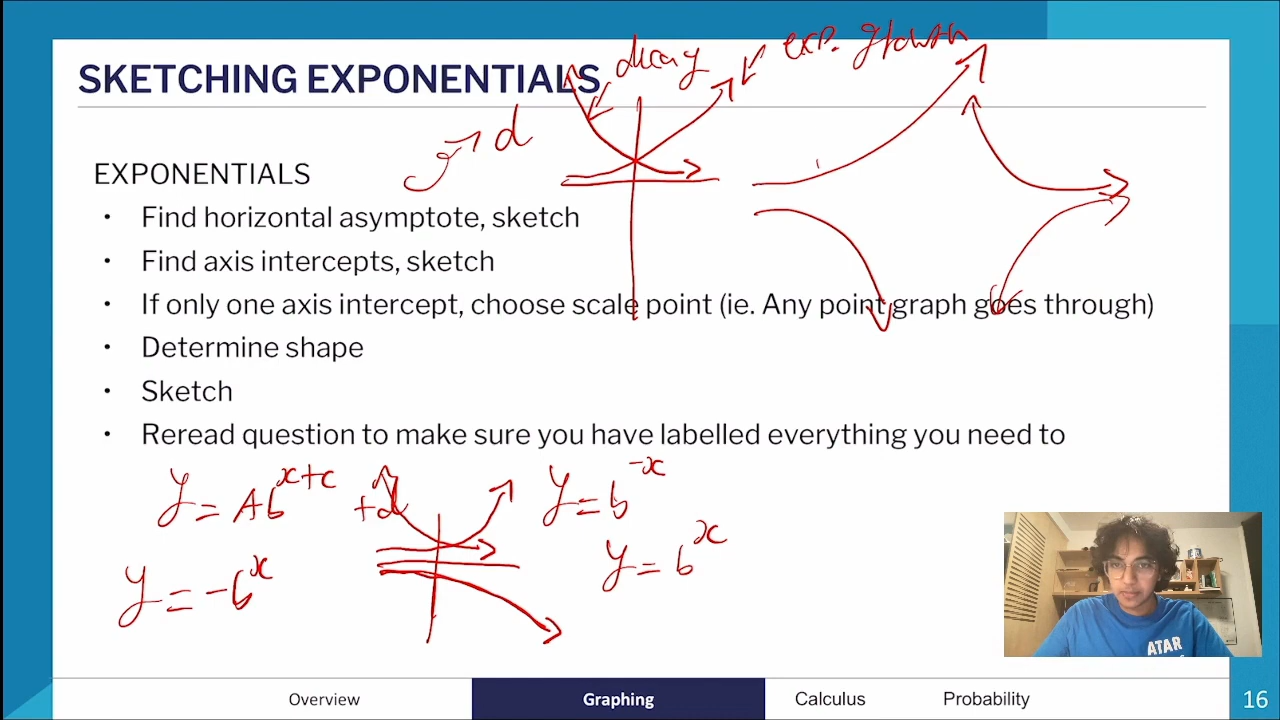 decay
exp. growth
SKETCHING EXPONENTIALS
d
EXPONENTIALS
• Find horizontal asymptote, sketch
• Find axis intercepts, sketch
• If only one axis intercept, choose scale point (ie. Any point graph goes through)
• Determine shape
• Sketch
• Reread question to make sure you have labelled everything you need to
y = Ab^{x+c} + d
y = b^{-x}
y = -b^{x}
y = b^{x}
ATAR
Overview Graphing Calculus Probability 16